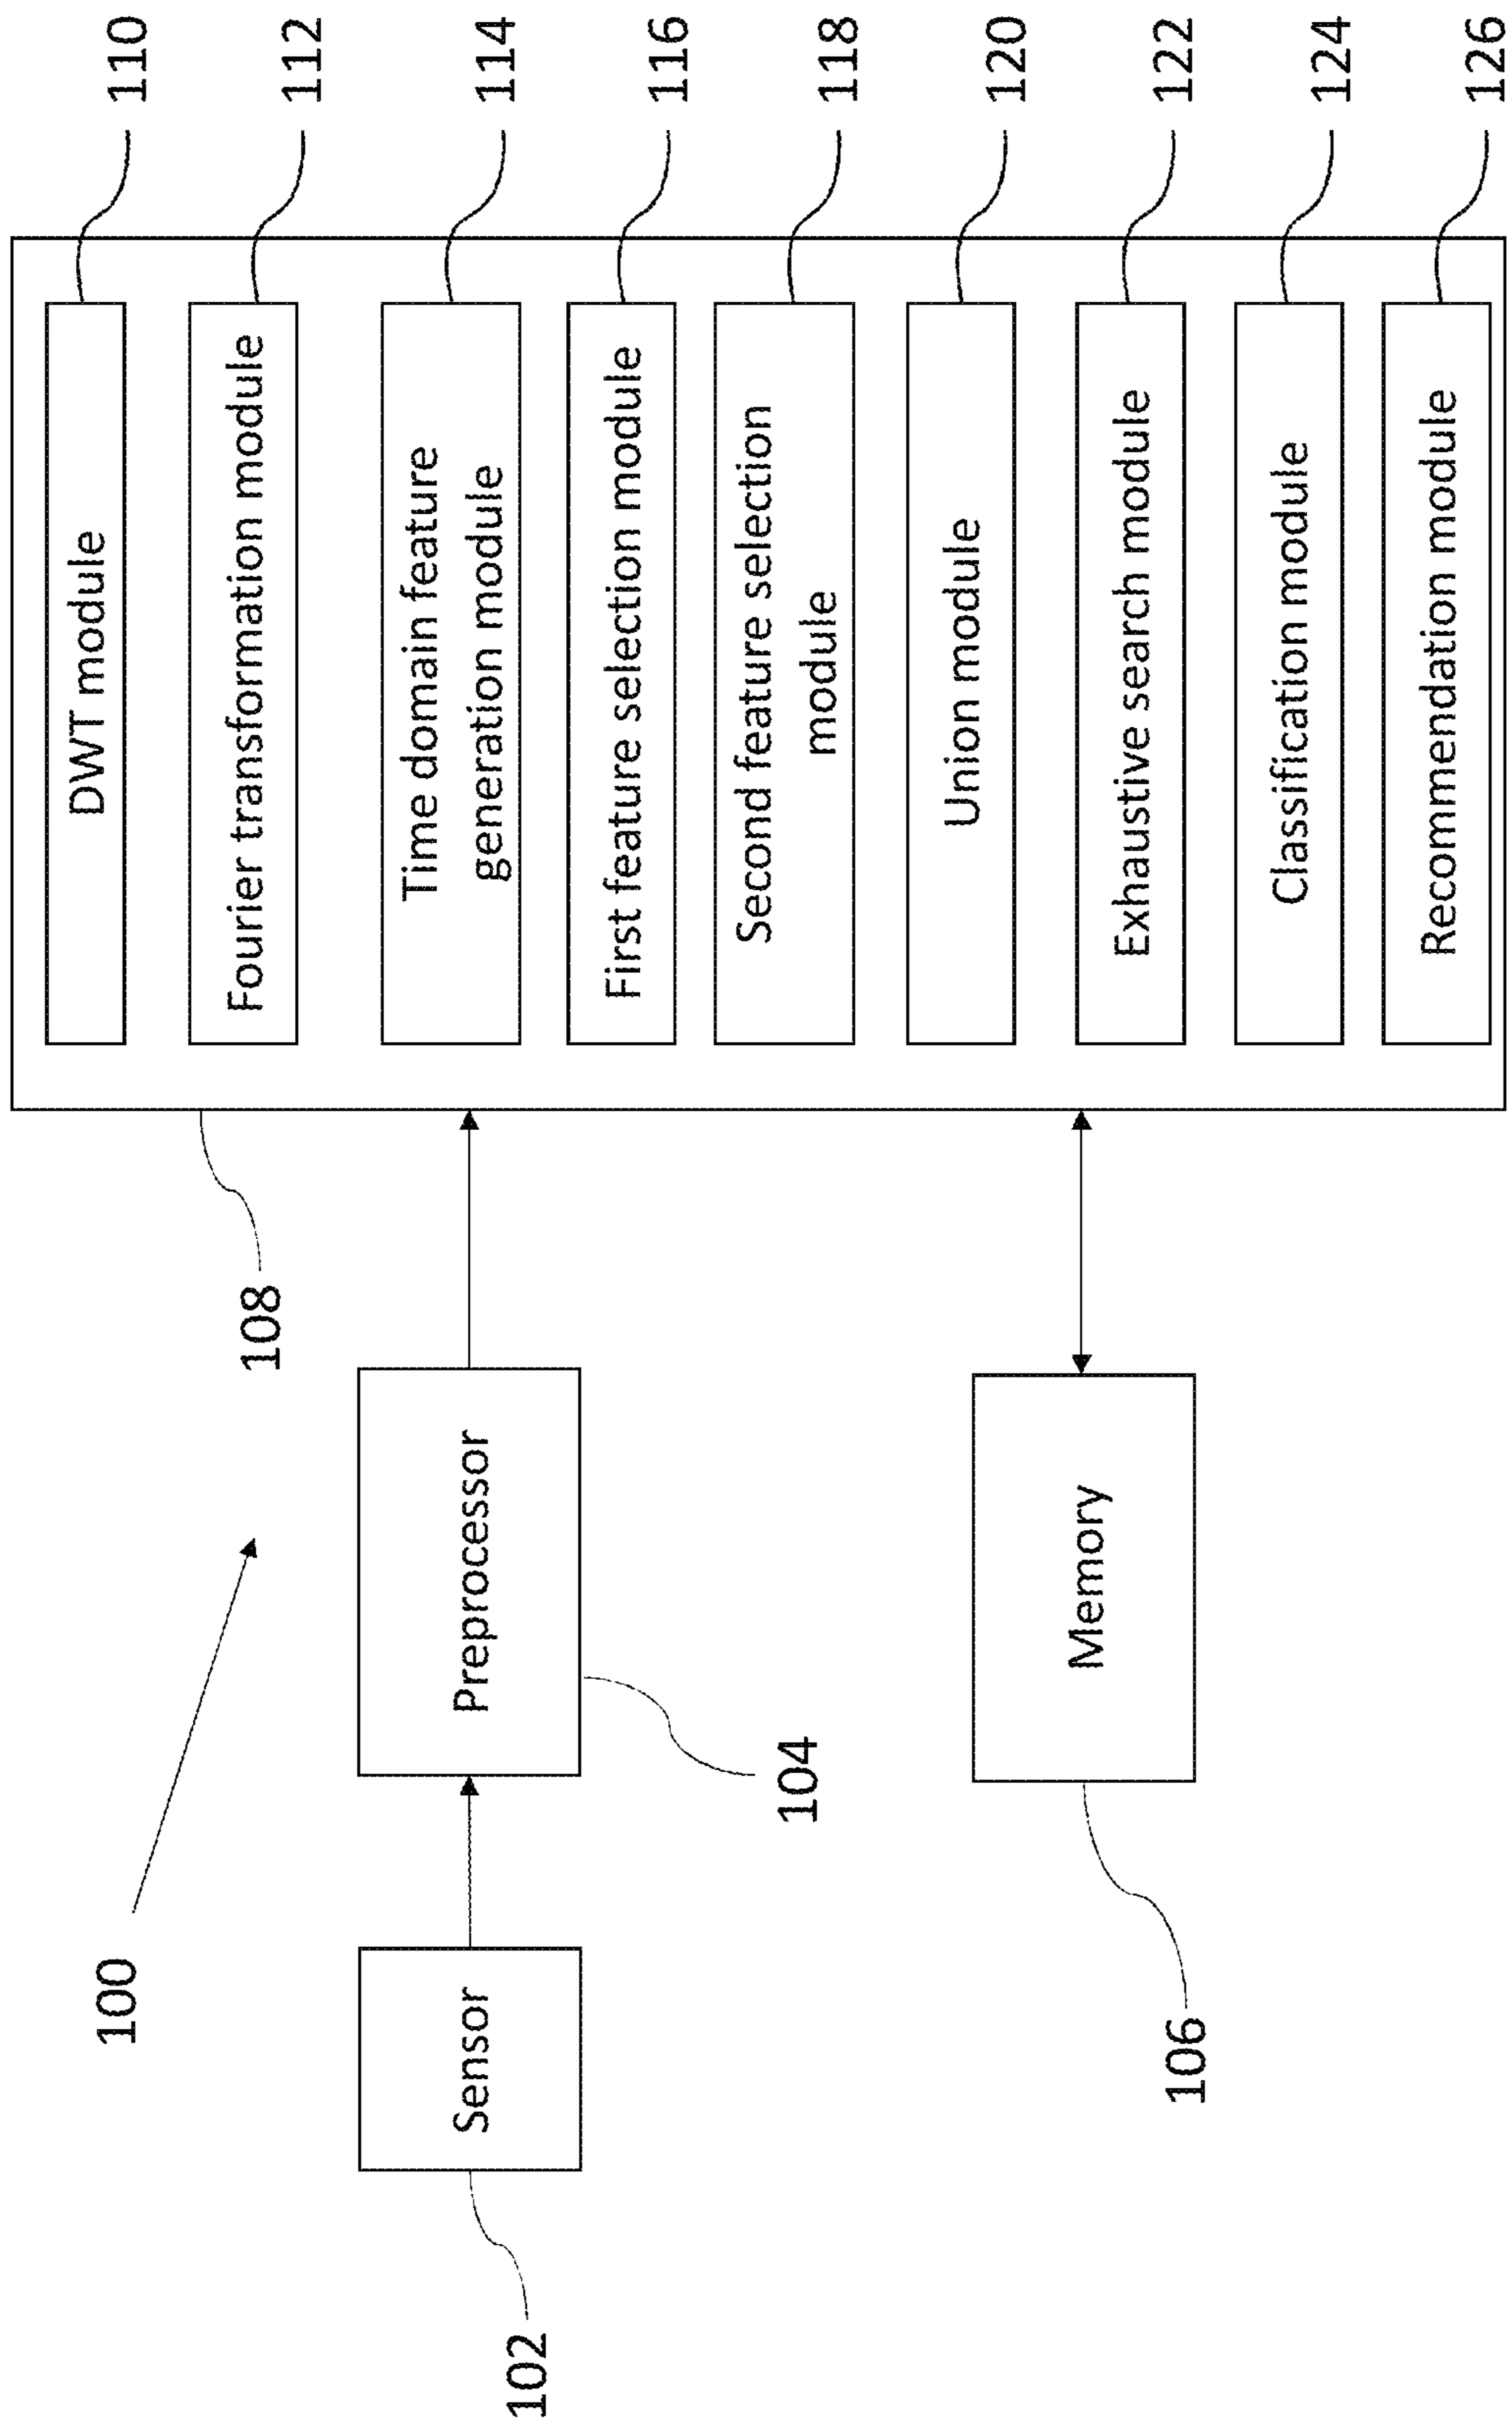 100
102
Sensor
Preprocessor
104
106
Memory
108
DWT module
110
Fourier transformation module
112
Time domain feature
generation module
114
First feature selection module
116
Second feature selection
module
118
Union module
120
Exhaustive search module
122
Classification module
124
Recommendation module
126